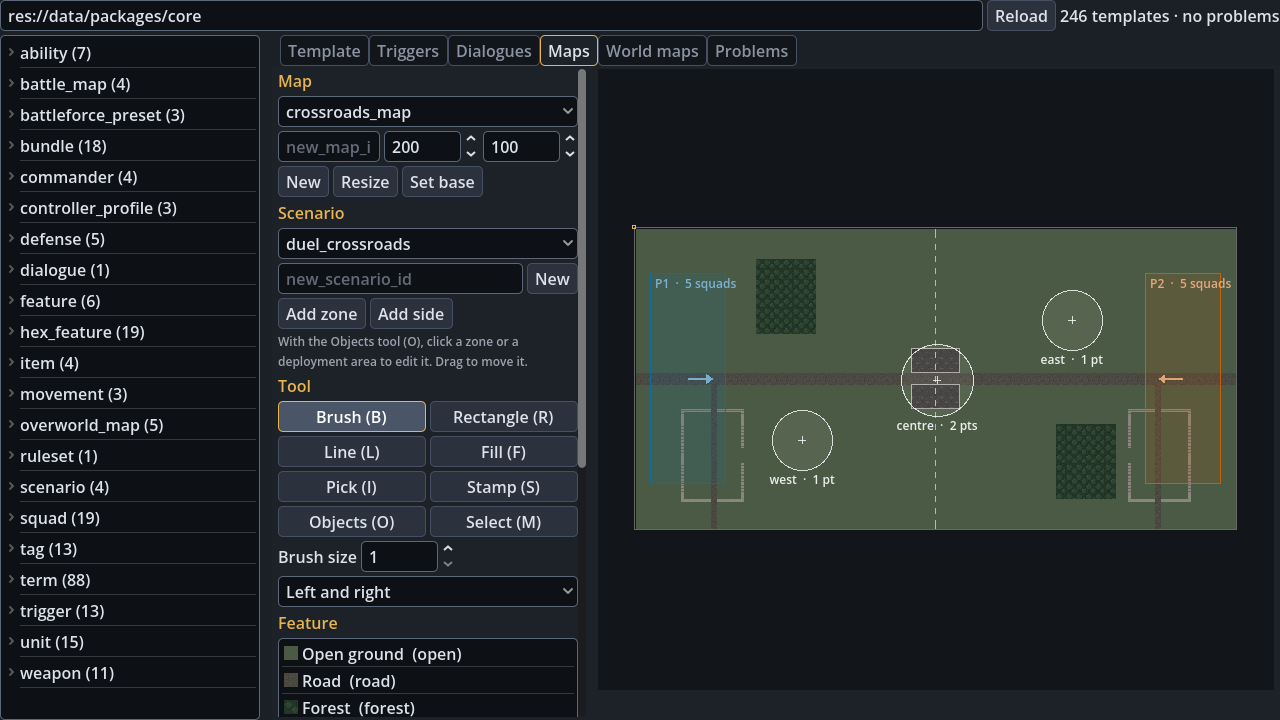 res://data/packages/core
Reload
246 templates · no problems
ability (7)
battle_map (4)
battleforce_preset (3)
bundle (18)
commander (4)
controller_profile (3)
defense (5)
dialogue (1)
feature (6)
hex_feature (19)
item (4)
movement (3)
overworld_map (5)
ruleset (1)
scenario (4)
squad (19)
tag (13)
term (88)
trigger (13)
unit (15)
weapon (11)
Template
Triggers
Dialogues
Maps
World maps
Problems
Map
crossroads_map
new_map_i
200
100
New
Resize
Set base
Scenario
duel_crossroads
new_scenario_id
New
Add zone
Add side
With the Objects tool (O), click a zone or a
deployment area to edit it. Drag to move it.
Tool
Brush (B)
Rectangle (R)
Line (L)
Fill (F)
Pick (I)
Stamp (S)
Objects (O)
Select (M)
Brush size
1
Left and right
Feature
Open ground (open)
Road (road)
Forest (forest)
P1 · 5 squads
P2 · 5 squads
east · 1 pt
centre · 2 pts
west · 1 pt